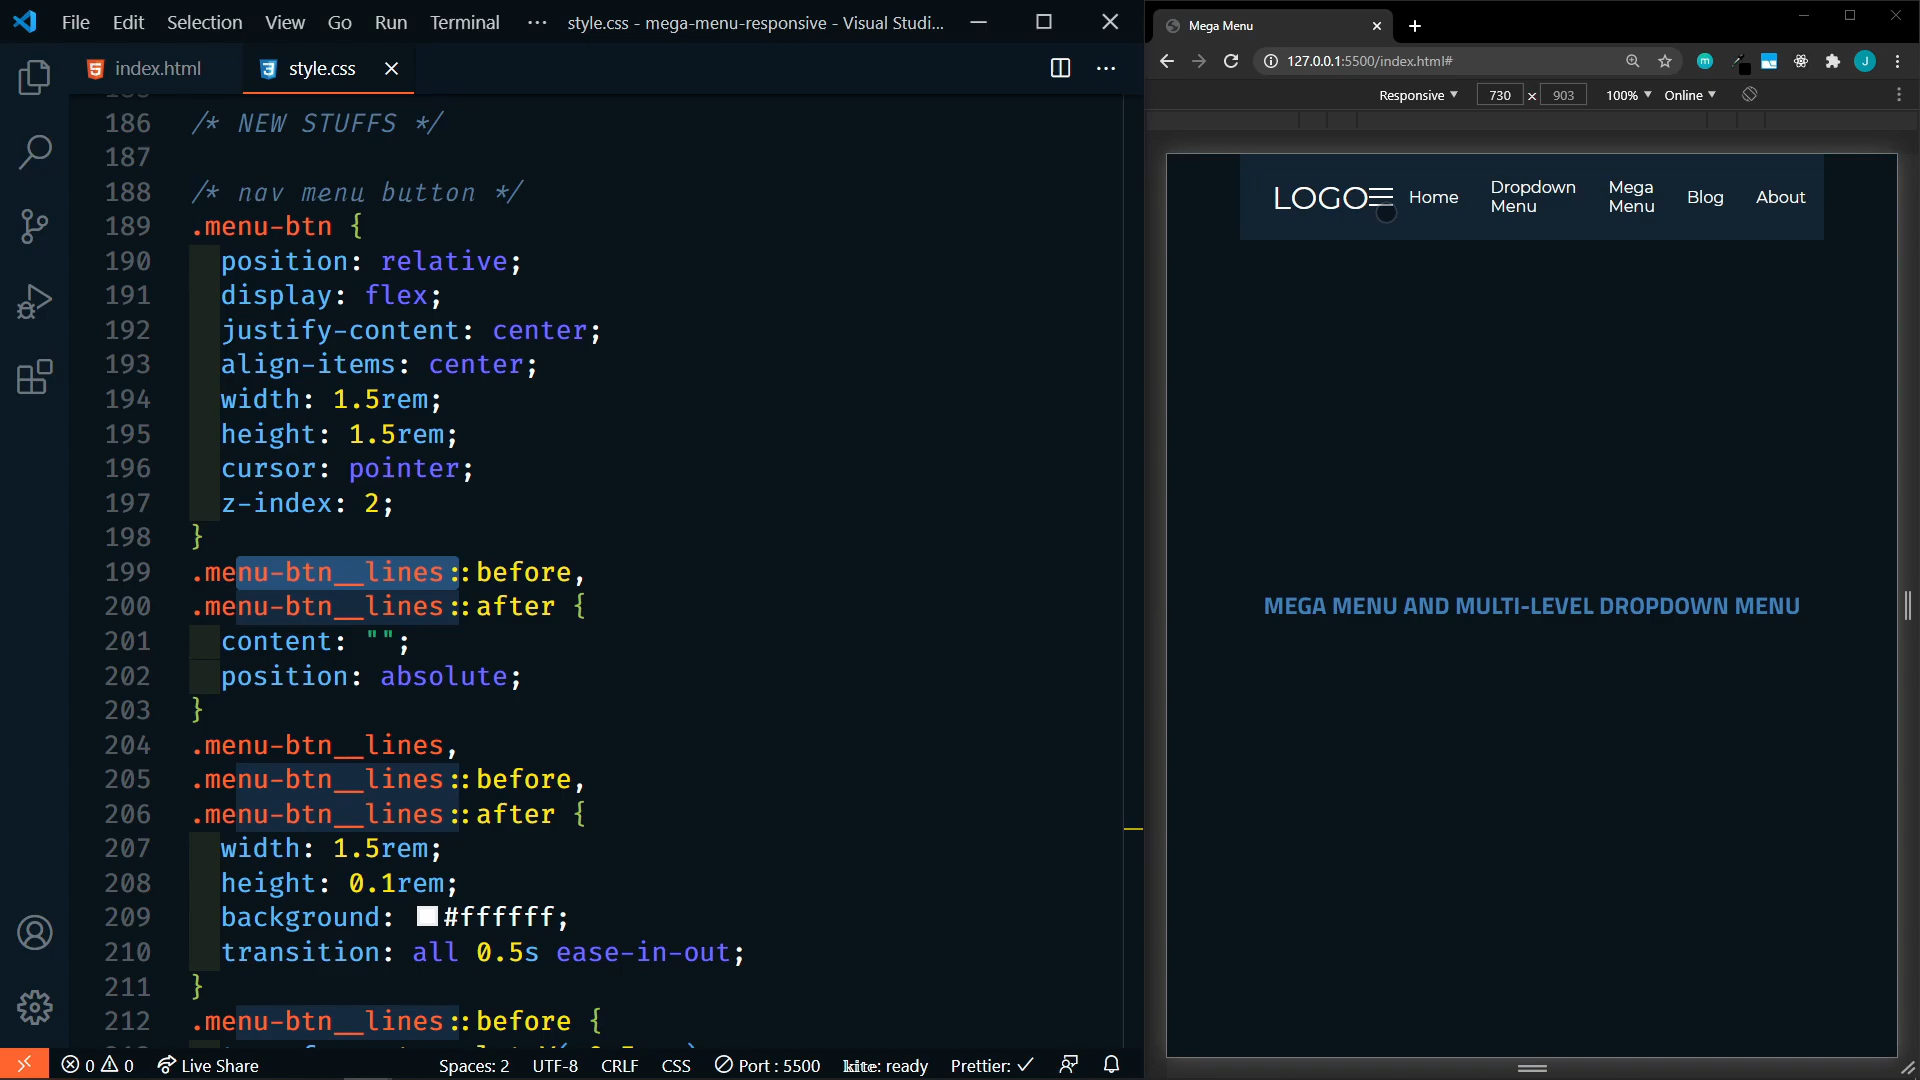 File Edit Selection View Go Run Terminal ··· style.css - mega-menu-responsive - Visual Studi...
index.html style.css
186 /* NEW STUFFS */
187
188 /* nav menu button */
189 .menu-btn {
190 position: relative;
191 display: flex;
192 justify-content: center;
193 align-items: center;
194 width: 1.5rem;
195 height: 1.5rem;
196 cursor: pointer;
197 z-index: 2;
198 }
199 .menu-btn__lines::before,
200 .menu-btn__lines::after {
201 content: "";
202 position: absolute;
203 }
204 .menu-btn__lines,
205 .menu-btn__lines::before,
206 .menu-btn__lines::after {
207 width: 1.5rem;
208 height: 0.1rem;
209 background: #ffffff;
210 transition: all 0.5s ease-in-out;
211 }
212 .menu-btn__lines::before {
0 0 Live Share Spaces: 2 UTF-8 CRLF CSS Port : 5500 kite: ready Prettier: ✓
Mega Menu
127.0.0.1:5500/index.html#
m J
Responsive 730 x 903 100% Online
LOGO Home Dropdown Menu Mega Menu Blog About
MEGA MENU AND MULTI-LEVEL DROPDOWN MENU